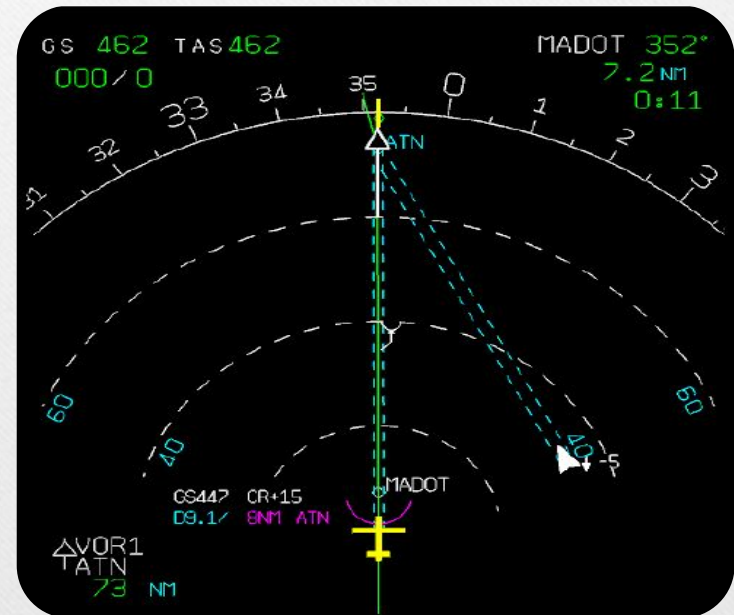 GS 462 TAS 462
000/0
MADOT 352°
7.2 NM
0:11
31 32 33 34 35 0 1 2 3
ATN
60 60
40 40 40
-5
MADOT
GS447 CR+15
D9.1/ 8NM ATN
VOR1
ATN
73 NM